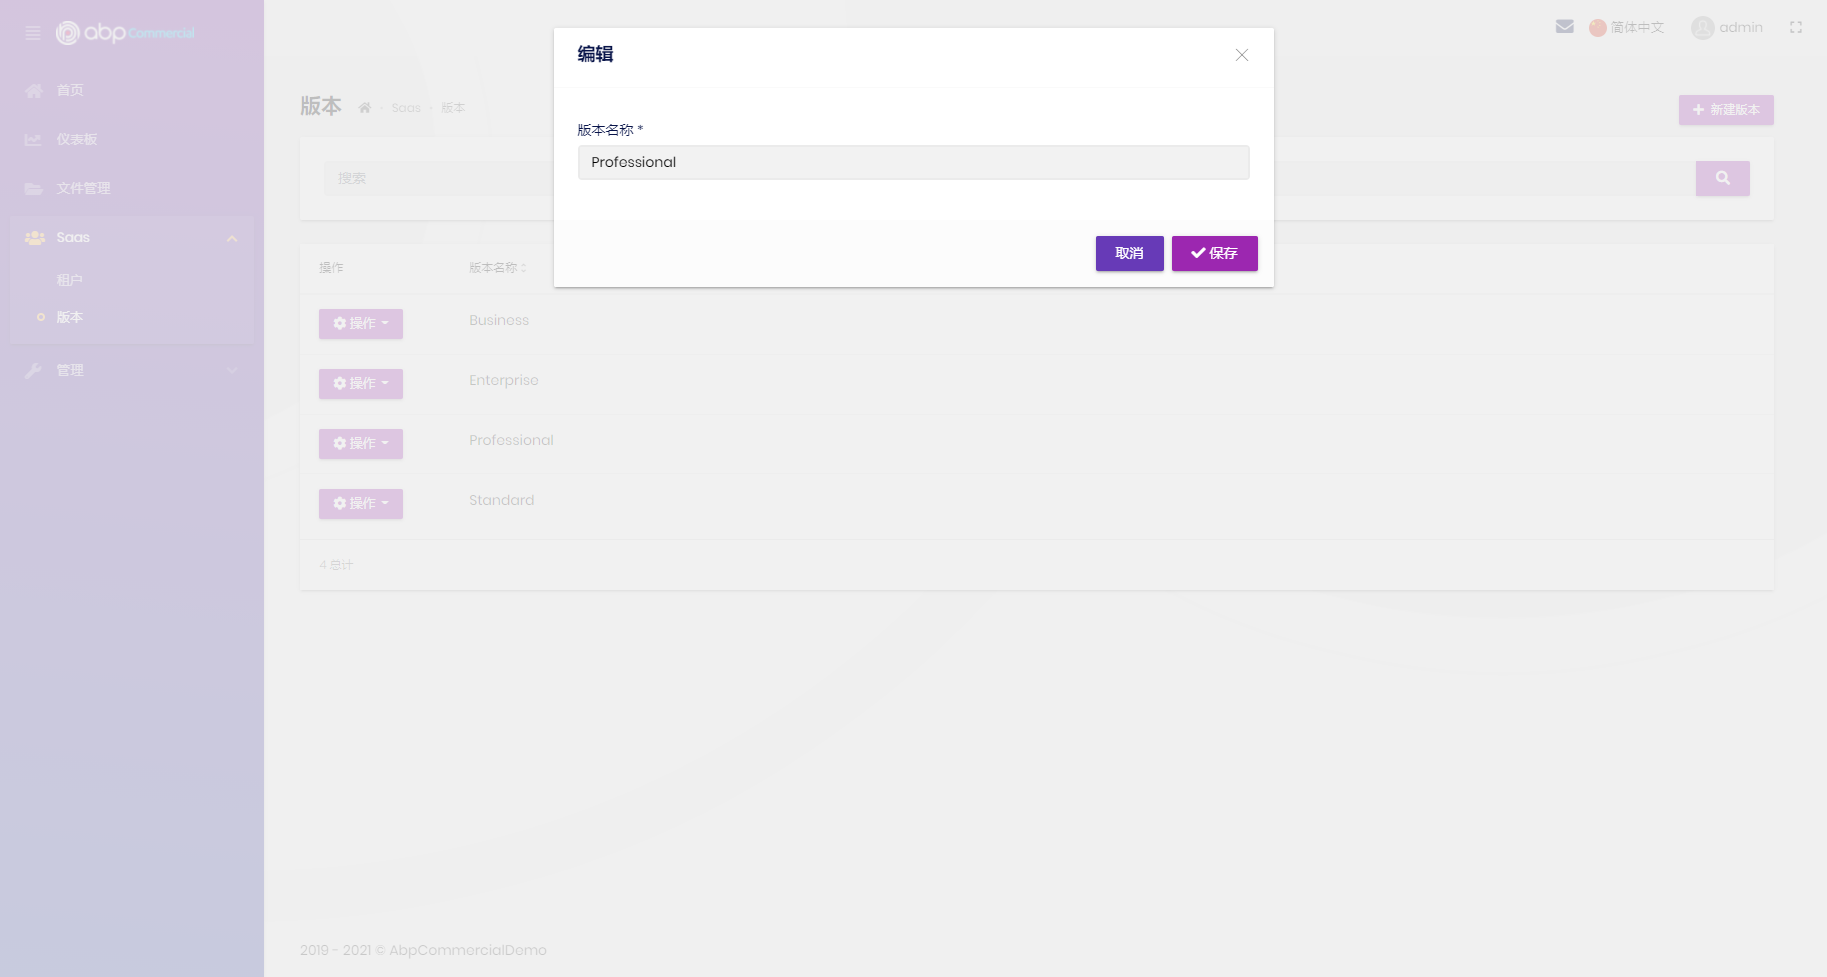 abp Commercial
首页
仪表板
文件管理
Saas
租户
版本
管理
简体中文
admin
版本
Saas
版本
新建版本
搜索
编辑
版本名称 *
Professional
取消
保存
操作
版本名称
操作
Business
操作
Enterprise
操作
Professional
操作
Standard
4 总计
2019 - 2021 © AbpCommercialDemo